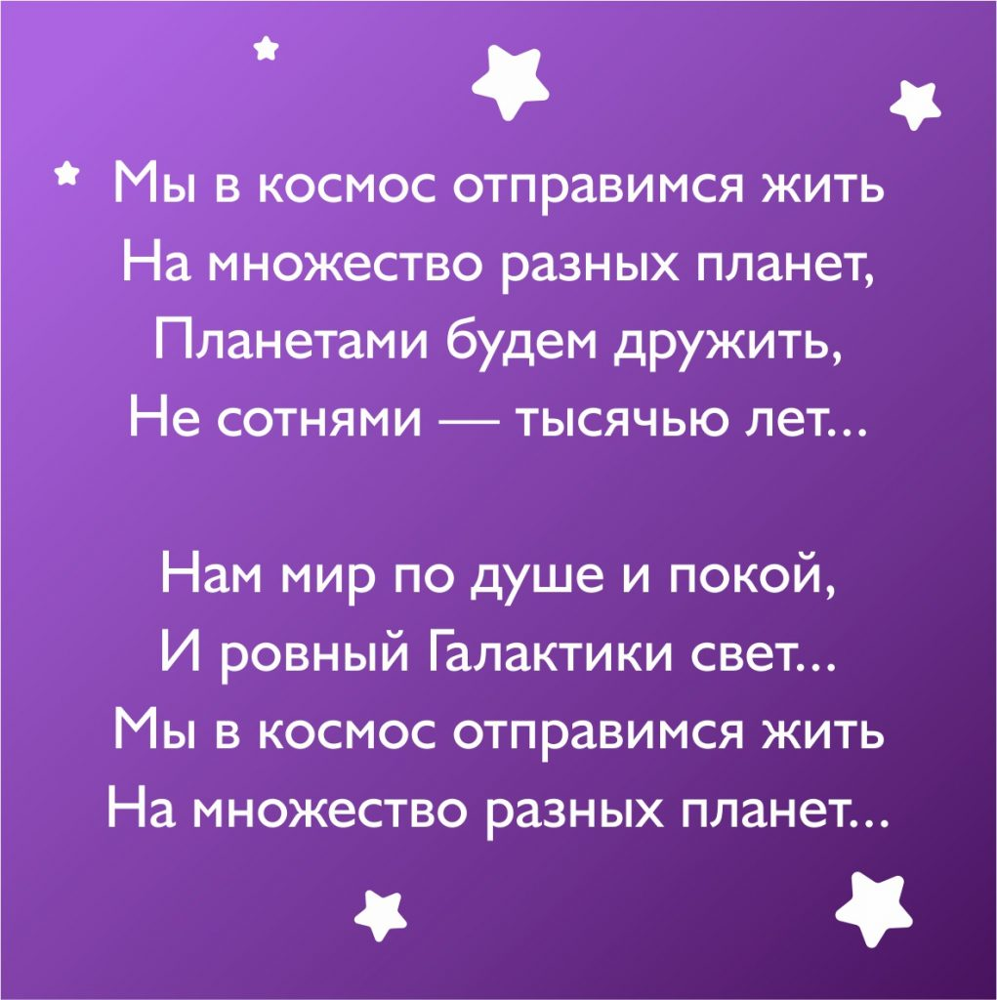 Мы в космос отправимся жить
На множество разных планет,
Планетами будем дружить,
Не сотнями — тысячью лет...
Нам мир по душе и покой,
И ровный Галактики свет...
Мы в космос отправимся жить
На множество разных планет...